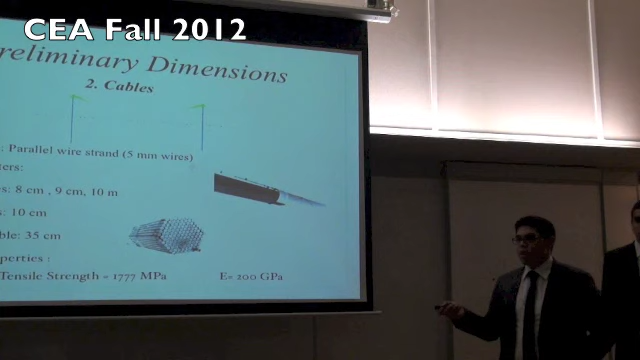 CEA Fall 2012
reliminary Dimensions
2. Cables
: Parallel wire strand (5 mm wires)
ters:
es: 8 cm , 9 cm, 10 m
s: 10 cm
ble: 35 cm
perties :
Tensile Strength = 1777 MPa E= 200 GPa